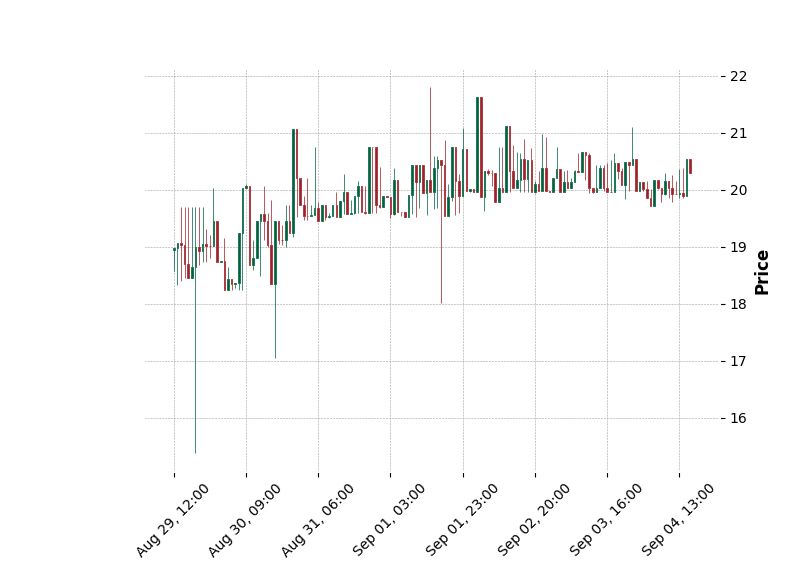 22
21
20
19
18
17
16
Price
Aug 29, 12:00
Aug 30, 09:00
Aug 31, 06:00
Sep 01, 03:00
Sep 01, 23:00
Sep 02, 20:00
Sep 03, 16:00
Sep 04, 13:00